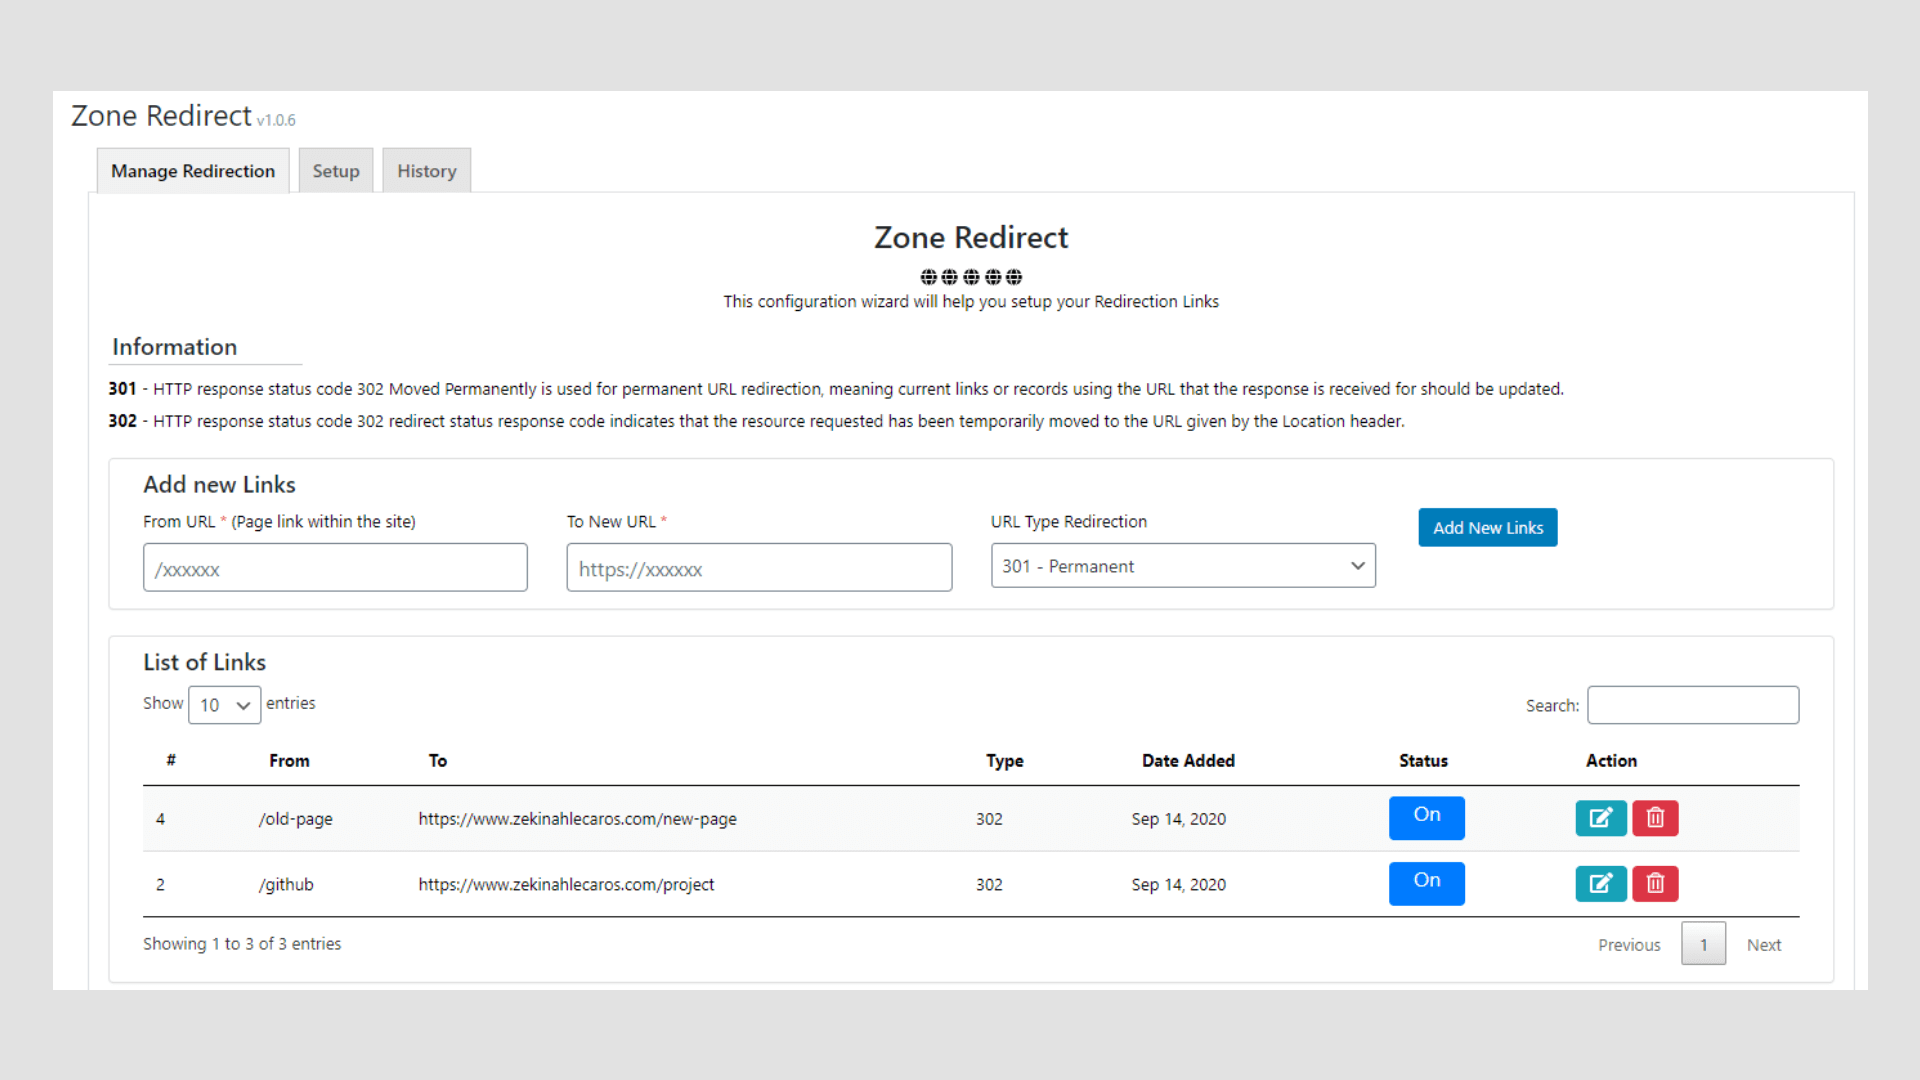 Zone Redirect v1.0.6
Manage Redirection Setup History
Zone Redirect
This configuration wizard will help you setup your Redirection Links
Information
301 - HTTP response status code 302 Moved Permanently is used for permanent URL redirection, meaning current links or records using the URL that the response is received for should be updated.
302 - HTTP response status code 302 redirect status response code indicates that the resource requested has been temporarily moved to the URL given by the Location header.
Add new Links
From URL * (Page link within the site) To New URL * URL Type Redirection Add New Links
/xxxxxx https://xxxxxx 301 - Permanent
List of Links
Show 10 entries Search:
# From To Type Date Added Status Action
4 /old-page https://www.zekinahlecaros.com/new-page 302 Sep 14, 2020 On
2 /github https://www.zekinahlecaros.com/project 302 Sep 14, 2020 On
Showing 1 to 3 of 3 entries Previous 1 Next